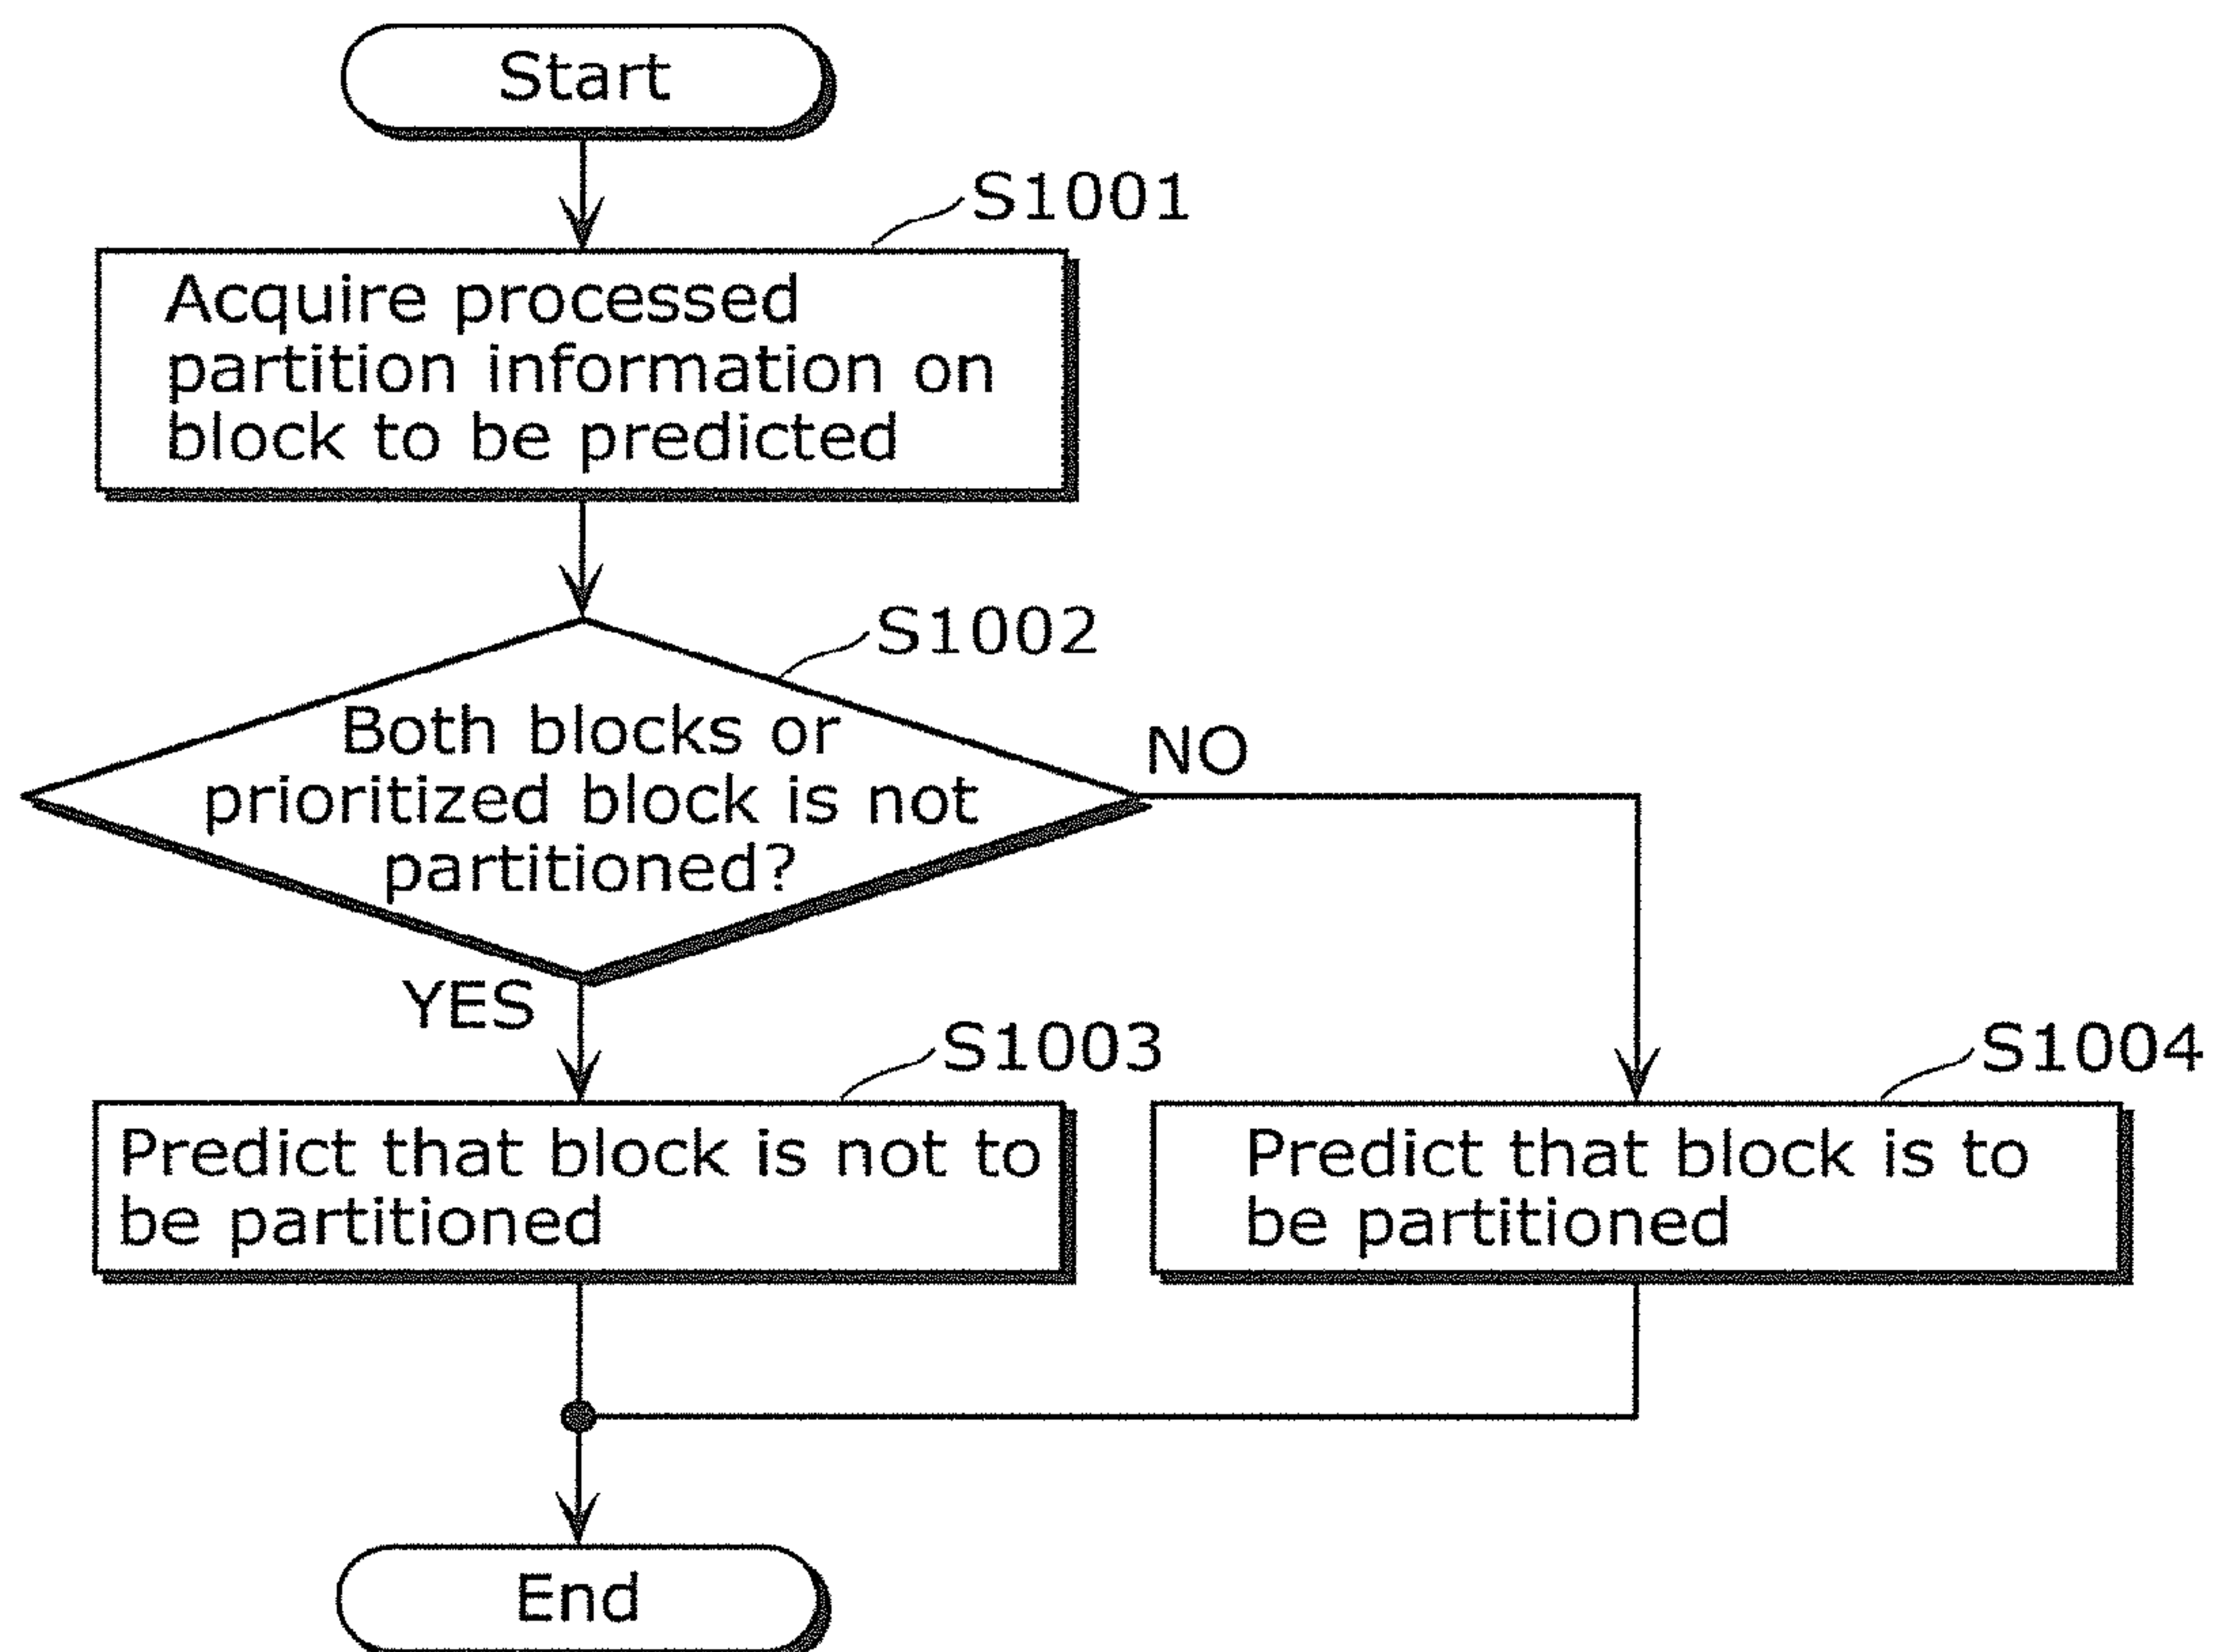 Start
S1001
Acquire processed
partition information on
block to be predicted
S1002
Both blocks or
prioritized block is not
partitioned?
NO
YES
S1003
Predict that block is not to
be partitioned
S1004
Predict that block is to
be partitioned
End